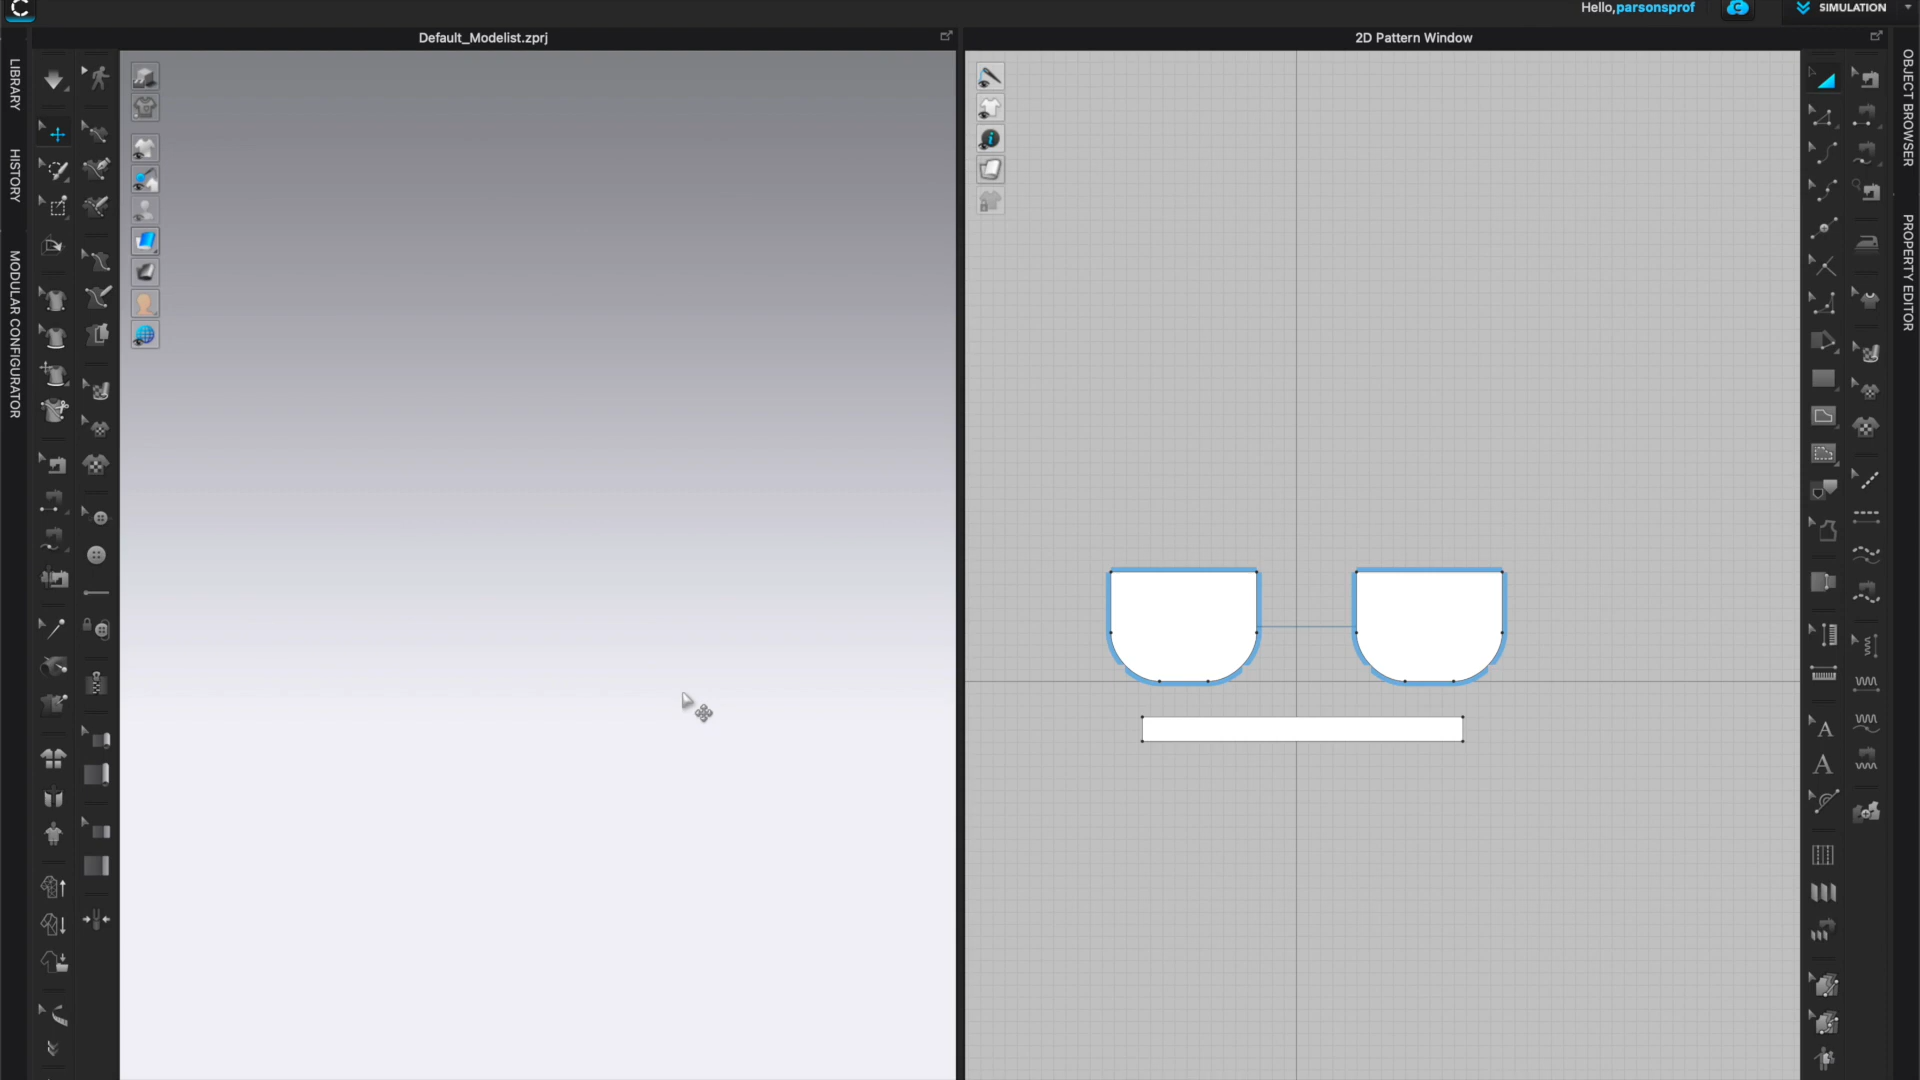 Hello,parsonsprof
SIMULATION
Default_Modelist.zprj
2D Pattern Window
LIBRARY
HISTORY
MODULAR CONFIGURATOR
OBJECT BROWSER
PROPERTY EDITOR
A
A